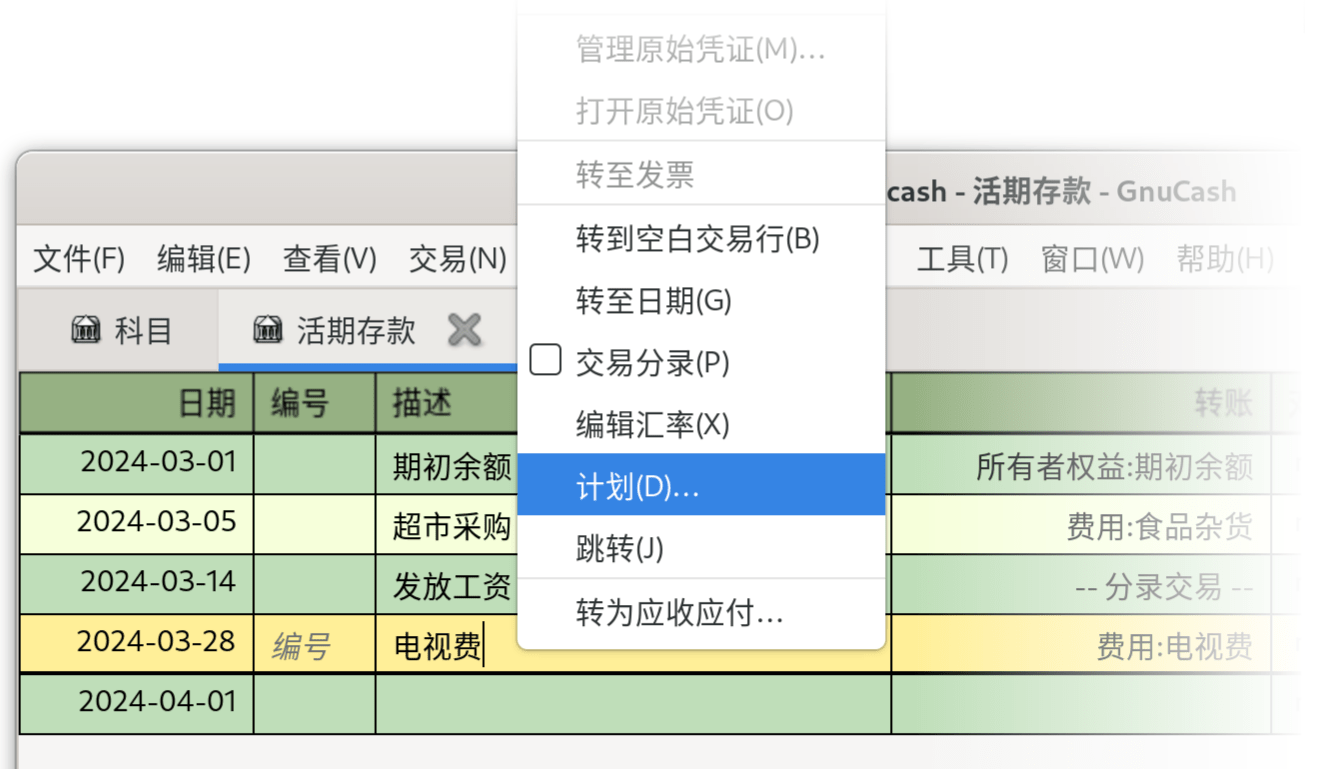 管理原始凭证(M)...
打开原始凭证(O)
转至发票
cash - 活期存款 - GnuCash
转到空白交易行(B)
文件(F) 编辑(E) 查看(V) 交易(N) 工具(T) 窗口(W) 帮助(H)
转至日期(G)
科目 活期存款
交易分录(P)
日期 编号 描述 转账
编辑汇率(X)
2024-03-01 期初余额 所有者权益:期初余额
计划(D)...
2024-03-05 超市采购 费用:食品杂货
跳转(J)
2024-03-14 发放工资 -- 分录交易 --
转为应收应付...
2024-03-28 编号 电视费 费用:电视费
2024-04-01